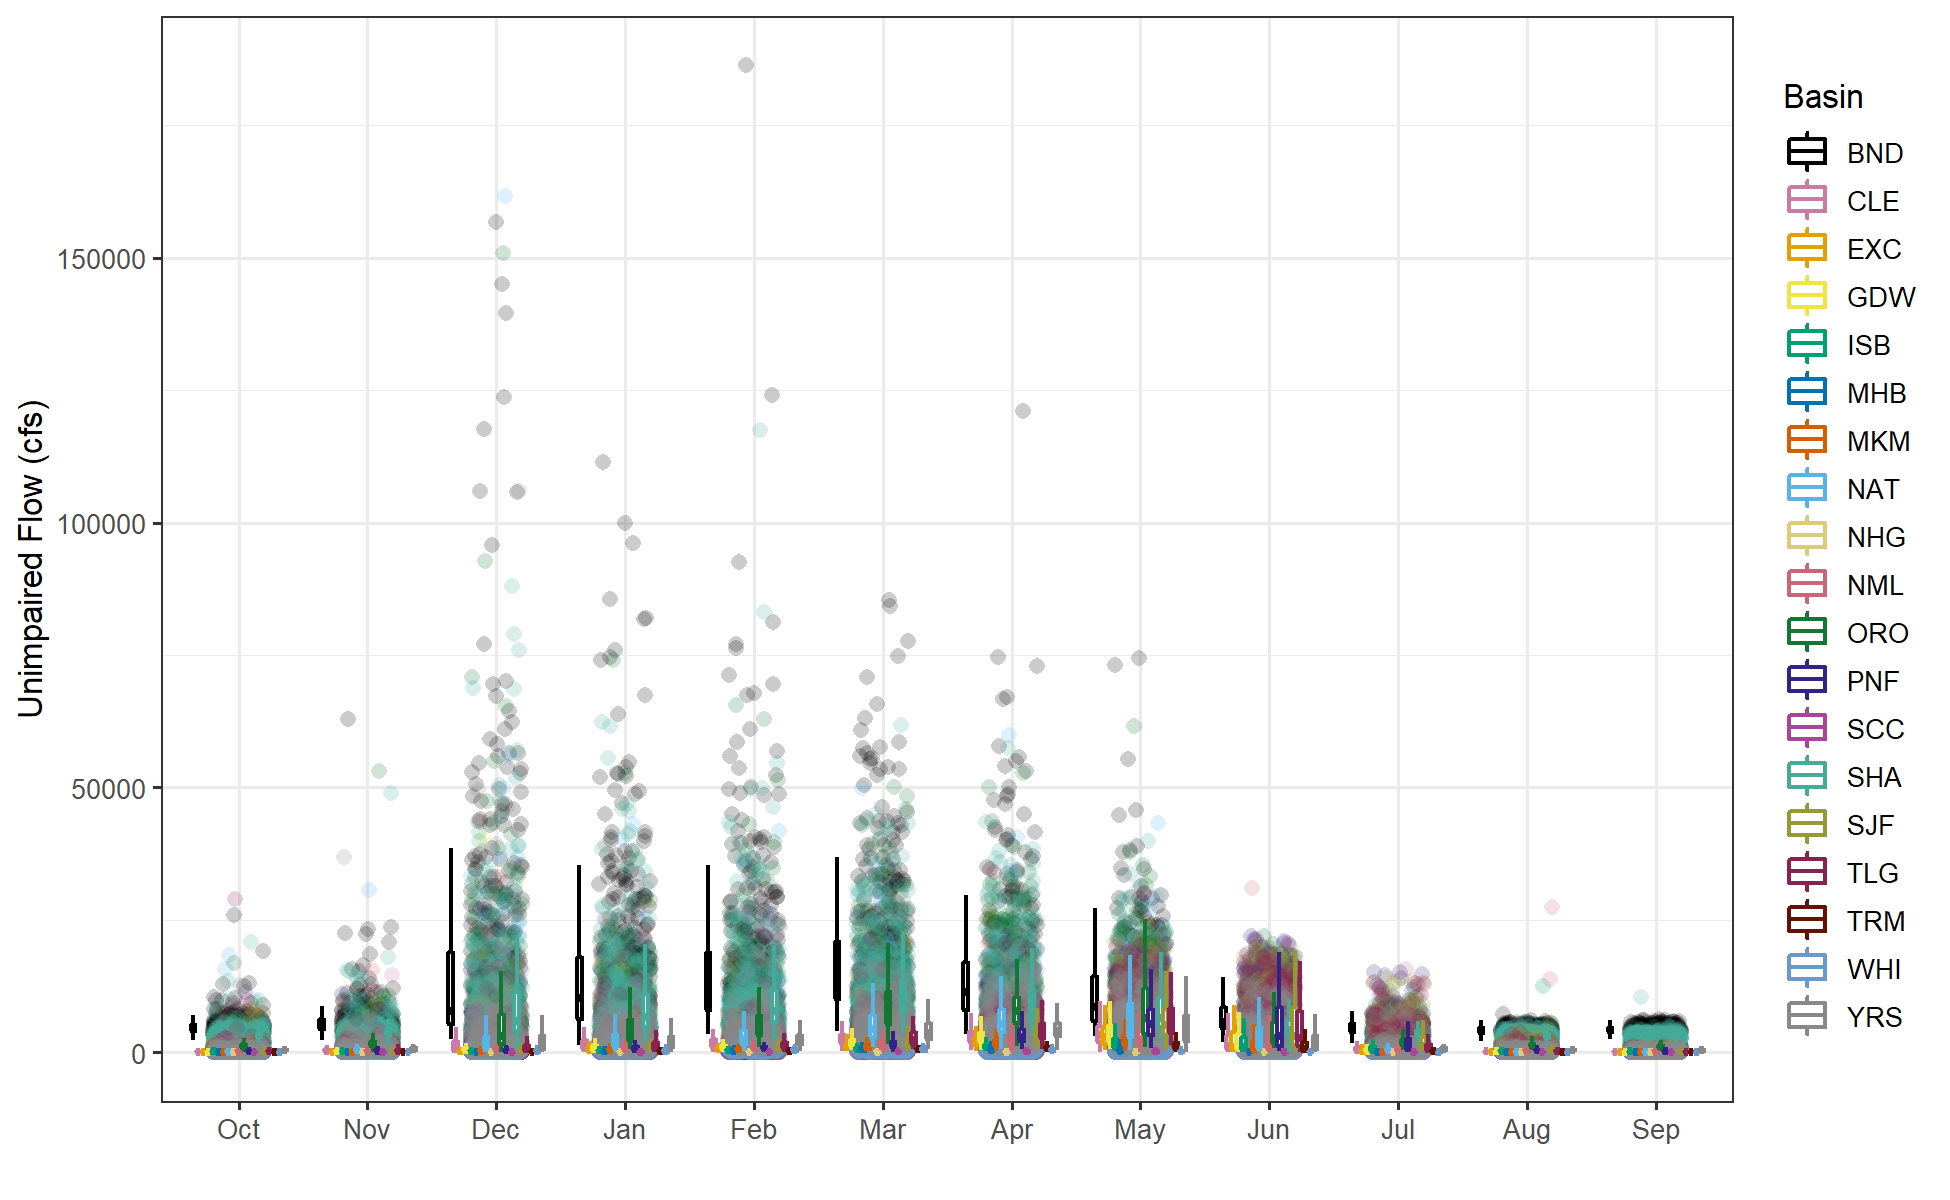 Unimpaired Flow (cfs)
150000
100000
50000
0
Oct Nov Dec Jan Feb Mar Apr May Jun Jul Aug Sep
Basin
BND
CLE
EXC
GDW
ISB
MHB
MKM
NAT
NHG
NML
ORO
PNF
SCC
SHA
SJF
TLG
TRM
WHI
YRS